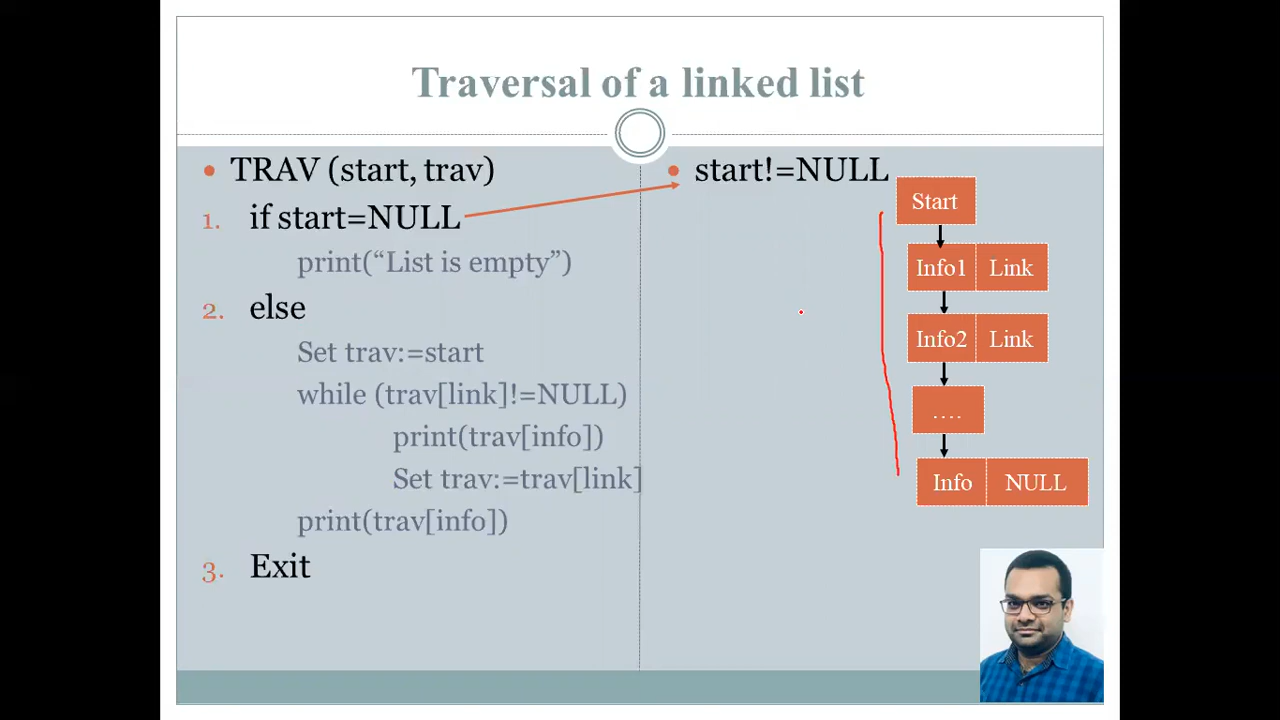 Traversal of a linked list
• TRAV (start, trav)
1. if start=NULL
print(“List is empty”)
2. else
Set trav:=start
while (trav[link]!=NULL)
print(trav[info])
Set trav:=trav[link]
print(trav[info])
3. Exit
• start!=NULL
Start
Info1 Link
Info2 Link
....
Info NULL